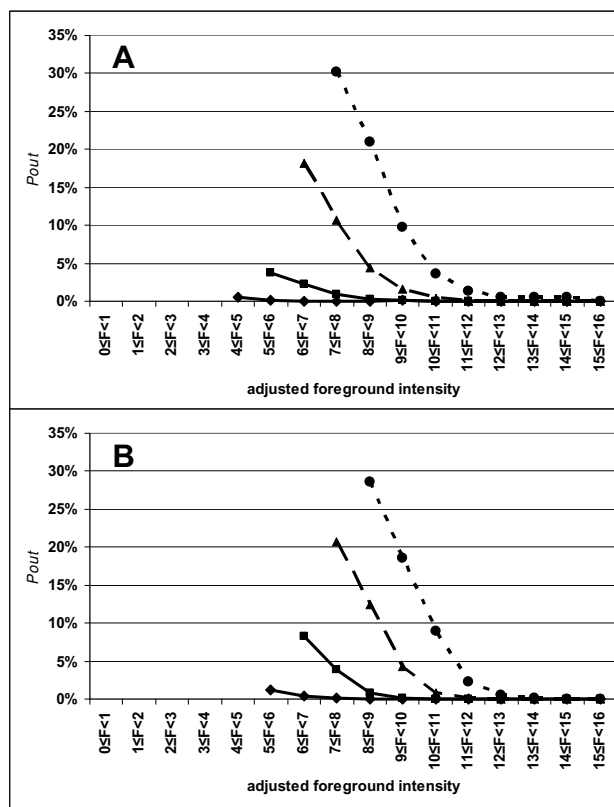 A
35%
30%
25%
20%
15%
10%
5%
0%
Pout
0≤F<1
1≤F<2
2≤F<3
3≤F<4
4≤F<5
5≤F<6
6≤F<7
7≤F<8
8≤F<9
9≤F<10
10≤F<11
11≤F<12
12≤F<13
13≤F<14
14≤F<15
15≤F<16
adjusted foreground intensity
B
35%
30%
25%
20%
15%
10%
5%
0%
Pout
0≤F<1
1≤F<2
2≤F<3
3≤F<4
4≤F<5
5≤F<6
6≤F<7
7≤F<8
8≤F<9
9≤F<10
10≤F<11
11≤F<12
12≤F<13
13≤F<14
14≤F<15
15≤F<16
adjusted foreground intensity